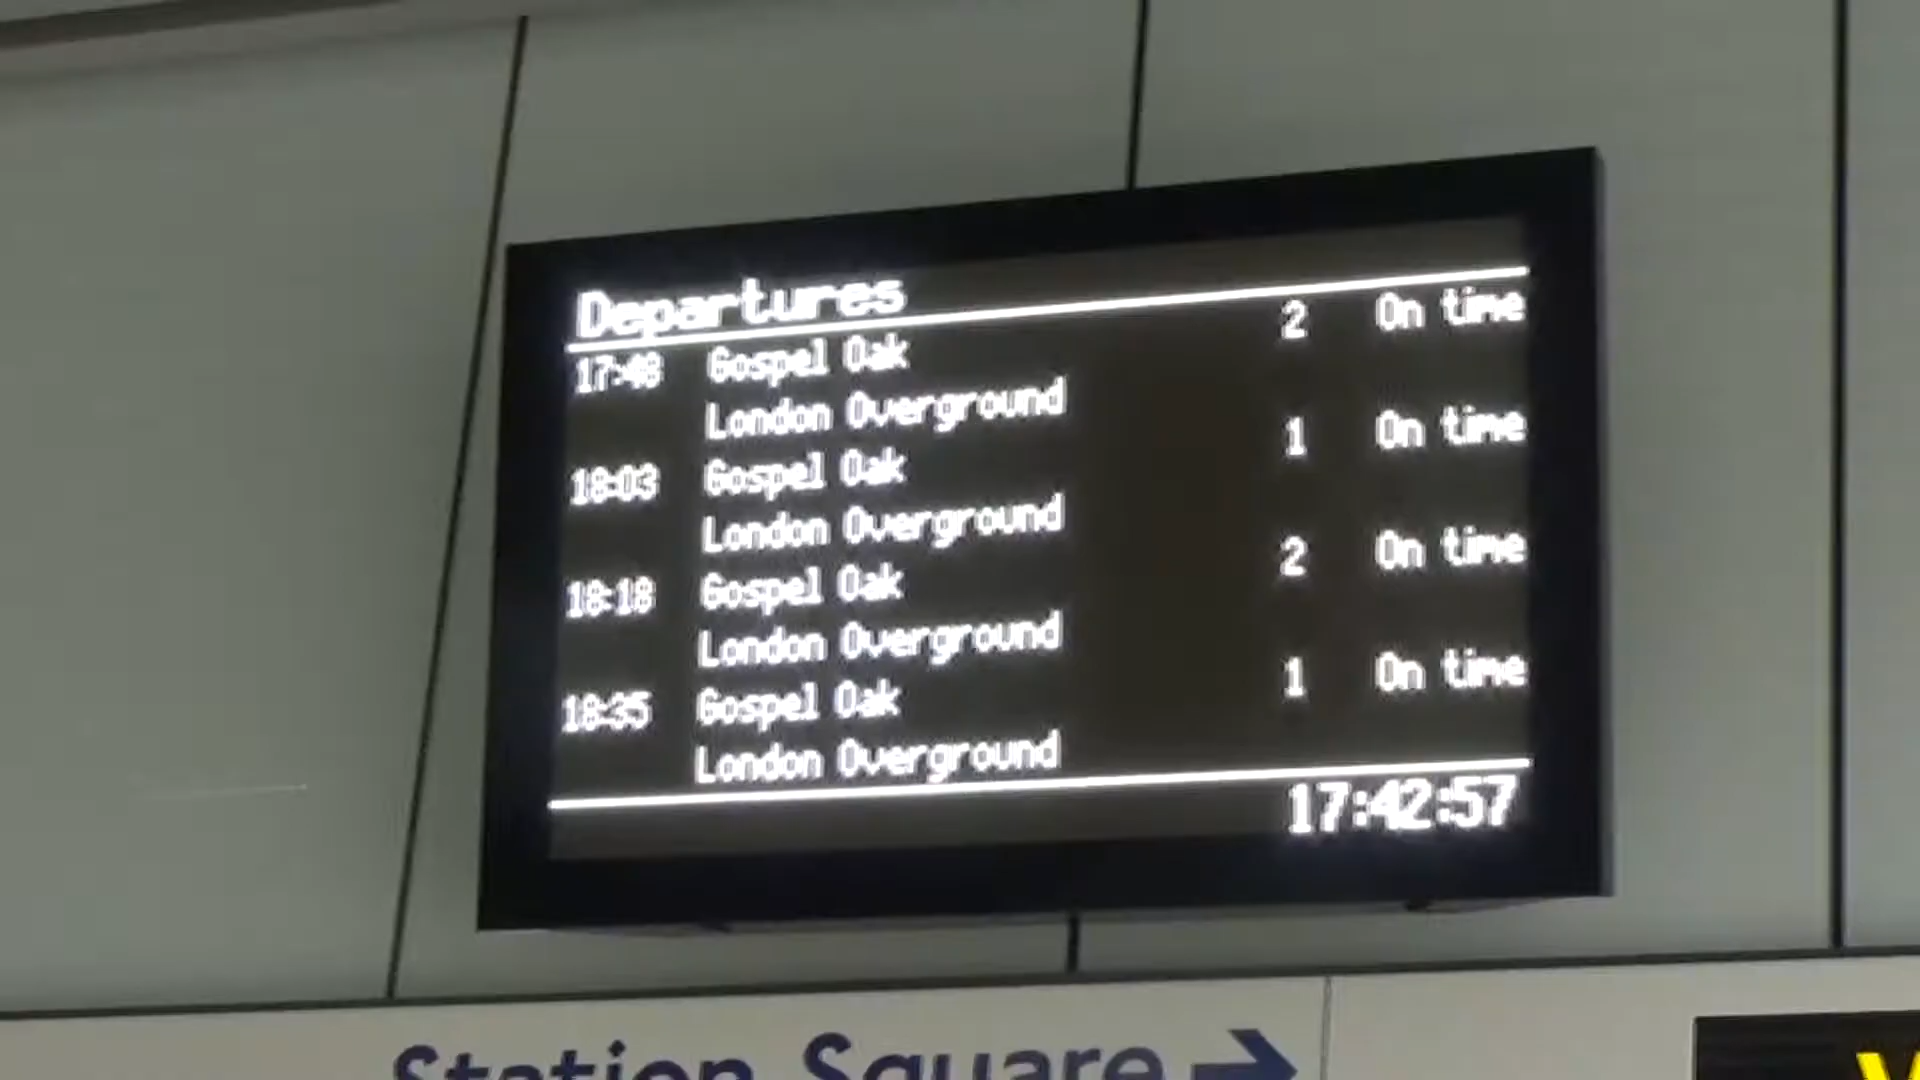 Departures
17:48 Gospel Oak 2 On time
London Overground
18:03 Gospel Oak 1 On time
London Overground
18:18 Gospel Oak 2 On time
London Overground
18:35 Gospel Oak 1 On time
London Overground
17:42:57
Station Square →